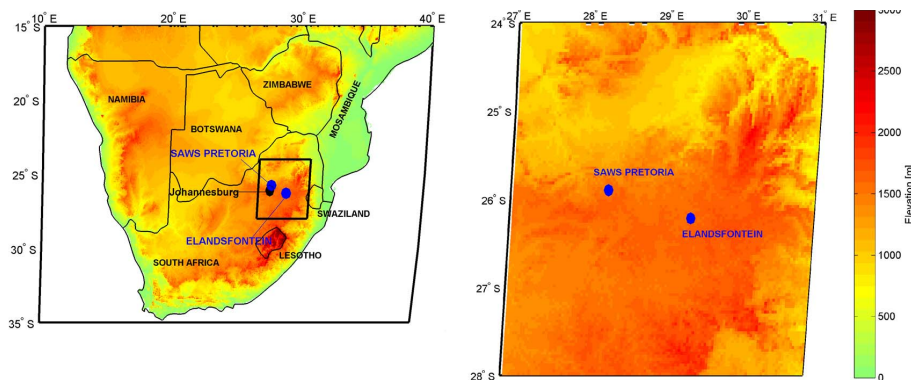 10° E 20° E 30° E 40° E
15° S
20° S
25° S
30° S
35° S
NAMIBIA
ZIMBABWE
MOSAMBIQUE
BOTSWANA
SAWS PRETORIA
Johannesburg
SWAZILAND
ELANDSFONTEIN
LESOTHO
SOUTH AFRICA
27° E 28° E 29° E 30° E 31° E
24° S
25° S
26° S
27° S
28° S
SAWS PRETORIA
ELANDSFONTEIN
3000
2500
2000
1500
1000
500
0
Elevation [m]